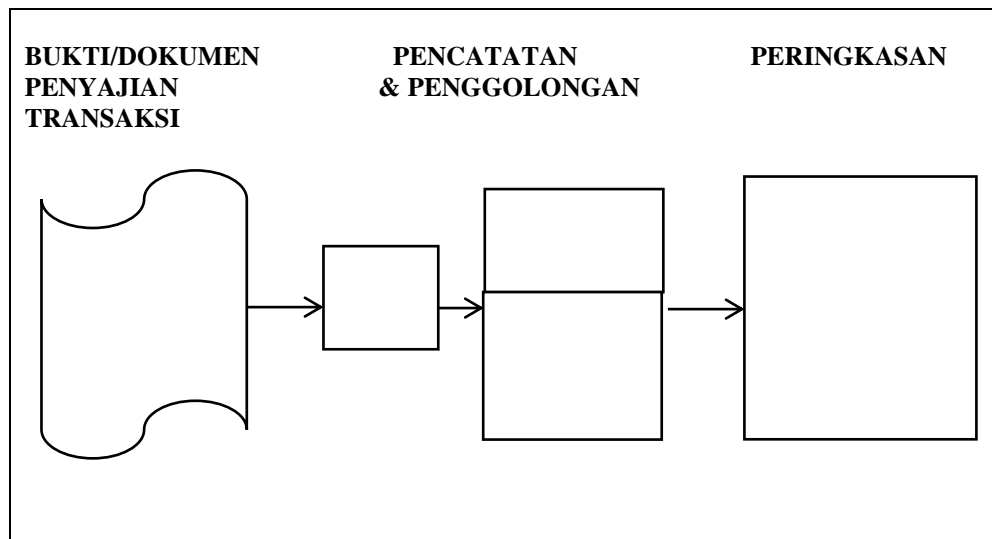 BUKTI/DOKUMEN
PENYAJIAN
TRANSAKSI
PENCATATAN
& PENGGOLONGAN
PERINGKASAN